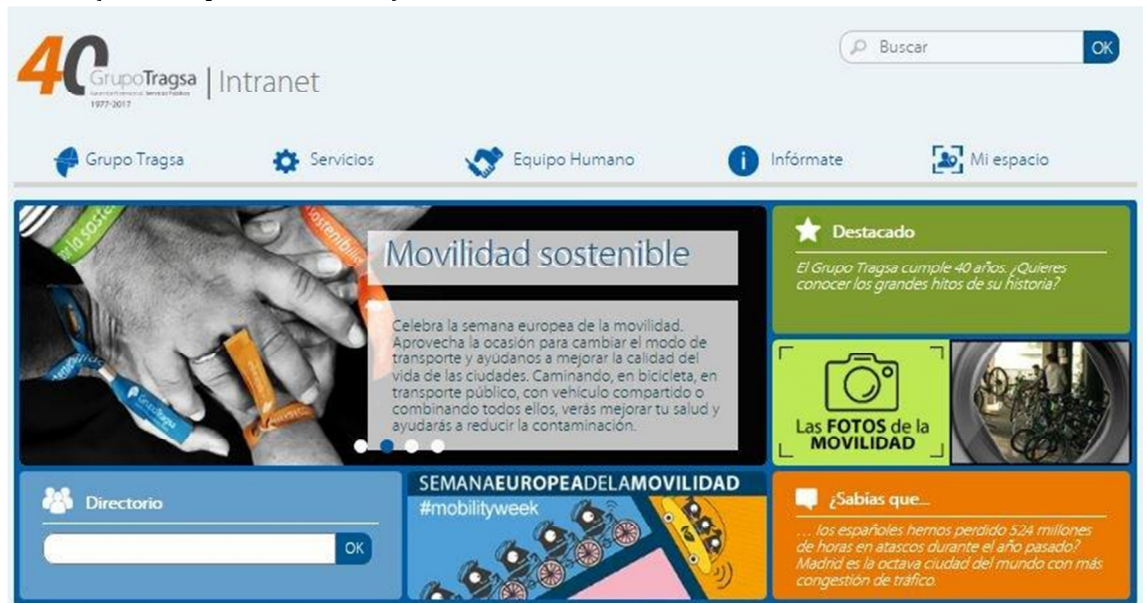 Buscar
OK
40
GrupoTragsa | Intranet
1977-2017
Grupo Tragsa
Servicios
Equipo Humano
Infórmate
Mi espacio
por la soste
sostenibilid
Movilidad sostenible
Celebra la semana europea de la movilidad.
Aprovecha la ocasión para cambiar el modo de
transporte y ayúdanos a mejorar la calidad del
vida de las ciudades. Caminando, en bicicleta, en
transporte público, con vehículo compartido o
combinando todos ellos, verás mejorar tu salud y
ayudarás a reducir la contaminación.
GrupoTragsa
Destacado
El Grupo Tragsa cumple 40 años. ¿Quieres
conocer los grandes hitos de su historia?
Las FOTOS de la
MOVILIDAD
Directorio
OK
SEMANAEUROPEADELAMOVILIDAD
#mobilityweek
¿Sabías que...
... los españoles hemos perdido 524 millones
de horas en atascos durante el año pasado?
Madrid es la octava ciudad del mundo con más
congestión de tráfico.